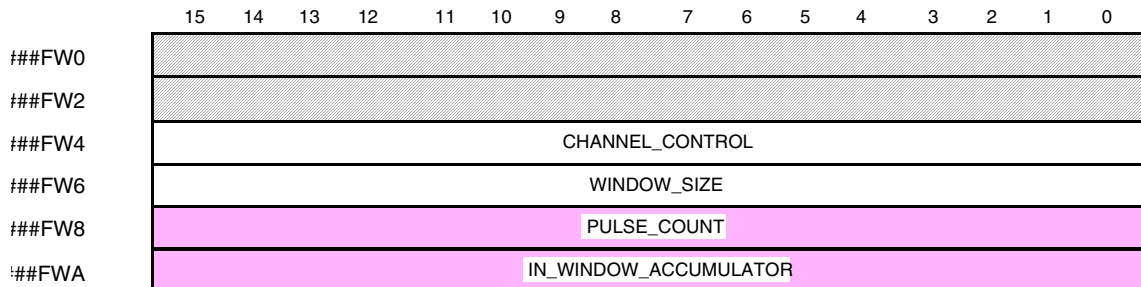 15 14 13 12 11 10 9 8 7 6 5 4 3 2 1 0
###FW0
###FW2
###FW4 CHANNEL_CONTROL
###FW6 WINDOW_SIZE
###FW8 PULSE_COUNT
###FWA IN_WINDOW_ACCUMULATOR